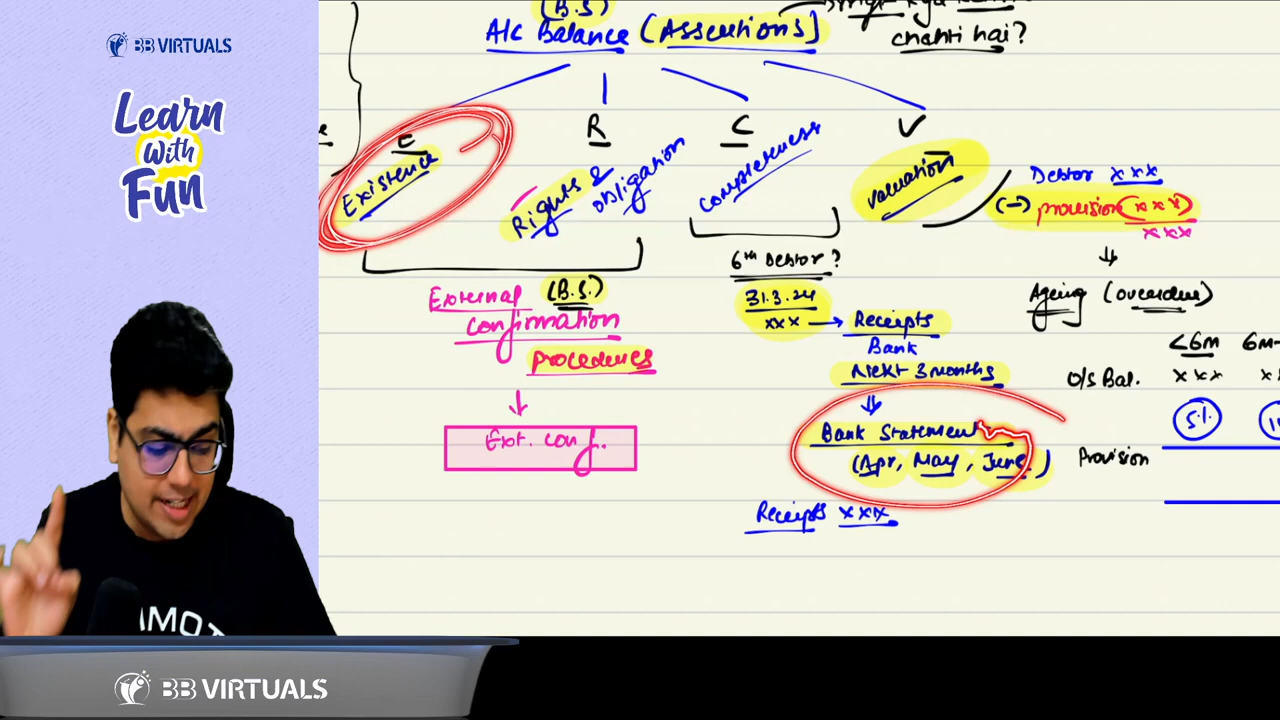 BB VIRTUALS
Learn
With
Fun
(B.S)
A/c Balance (Assertions)
chahti hai?
E
R
C
V
Existence
Rights &
obligation
completeness
valuation
Debtor xxx
(-) provision (xxx)
xxx
Ageing (overdue)
<6M 6M-
O/S Bal. xxx
5%
Provision
6th Debtor?
31.3.24
xxx → Receipts
Bank
Next 3 months
Bank Statement
(Apr, May, June)
Receipts xxx
External (B.S.)
confirmation
procedures
Ext. conf..
BB VIRTUALS